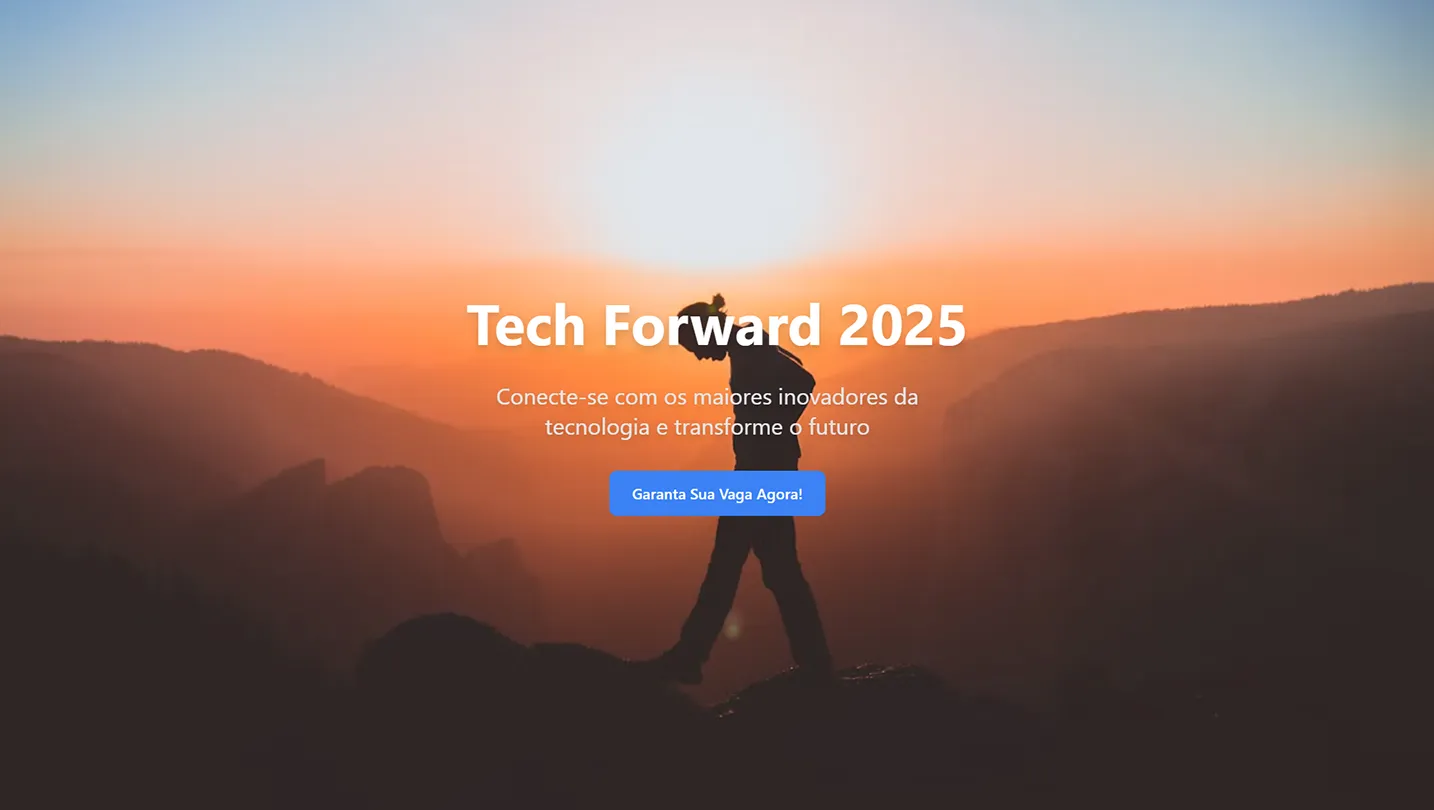 Tech Forward 2025
Conecte-se com os maiores inovadores da
tecnologia e transforme o futuro
Garanta Sua Vaga Agora!